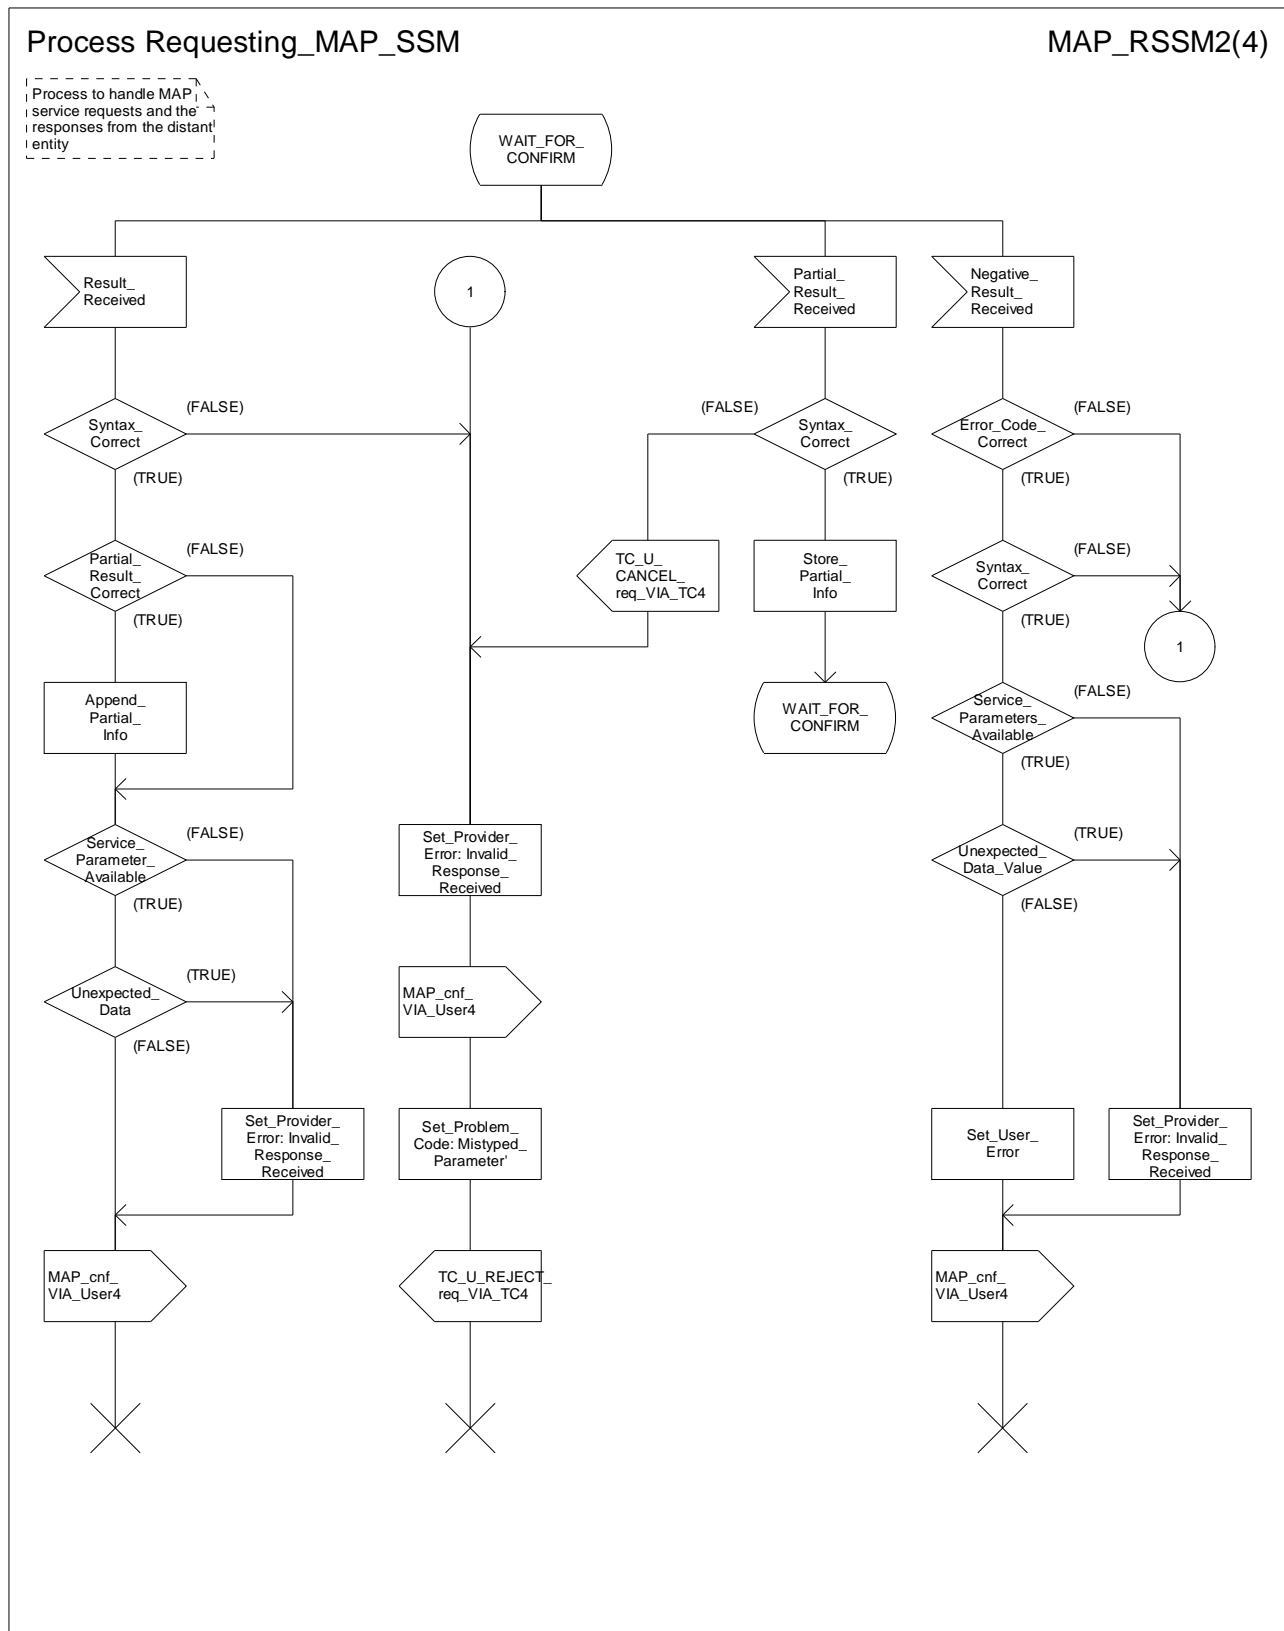 Process Requesting_MAP_SSM
MAP_RSSM2(4)
Process to handle MAP
service requests and the
responses from the distant
entity
WAIT_FOR_
CONFIRM
Result_
Received
1
Partial_
Result_
Received
Negative_
Result_
Received
Syntax_
Correct
(FALSE)
(TRUE)
(FALSE)
Syntax_
Correct
(TRUE)
Error_Code_
Correct
(FALSE)
(TRUE)
Partial_
Result_
Correct
(FALSE)
(TRUE)
TC_U_
CANCEL_
req_VIA_TC4
Store_
Partial_
Info
Syntax_
Correct
(FALSE)
(TRUE)
1
Append_
Partial_
Info
WAIT_FOR_
CONFIRM
Service_
Parameters_
Available
(FALSE)
(TRUE)
Service_
Parameter_
Available
(FALSE)
(TRUE)
Set_Provider_
Error: Invalid_
Response_
Received
Unexpected_
Data_Value
(TRUE)
(FALSE)
Unexpected_
Data
(TRUE)
(FALSE)
MAP_cnf_
VIA_User4
Set_Provider_
Error: Invalid_
Response_
Received
Set_Problem_
Code: Mistyped_
Parameter'
Set_User_
Error
Set_Provider_
Error: Invalid_
Response_
Received
MAP_cnf_
VIA_User4
TC_U_REJECT_
req_VIA_TC4
MAP_cnf_
VIA_User4